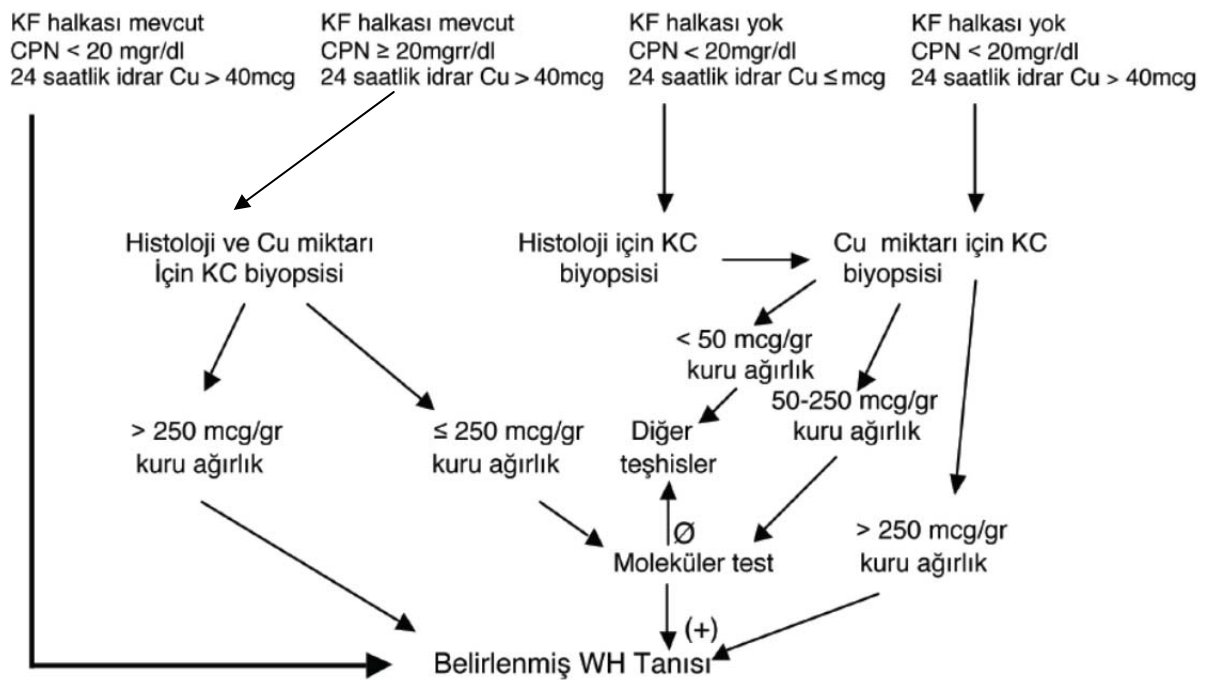 KF halkası mevcut
CPN < 20 mgr/dl
24 saatlik idrar Cu > 40mcg
KF halkası mevcut
CPN ≥ 20mgrr/dl
24 saatlik idrar Cu > 40mcg
KF halkası yok
CPN < 20mgr/dl
24 saatlik idrar Cu ≤mcg
KF halkası yok
CPN < 20mgr/dl
24 saatlik idrar Cu > 40mcg
Histoloji ve Cu miktarı
İçin KC biyopsisi
Histoloji için KC
biyopsisi
Cu miktarı için KC
biyopsisi
< 50 mcg/gr
kuru ağırlık
50-250 mcg/gr
kuru ağırlık
> 250 mcg/gr
kuru ağırlık
≤ 250 mcg/gr
kuru ağırlık
Diğer
teşhisler
Ø
Moleküler test
> 250 mcg/gr
kuru ağırlık
(+)
Belirlenmiş WH Tanısı